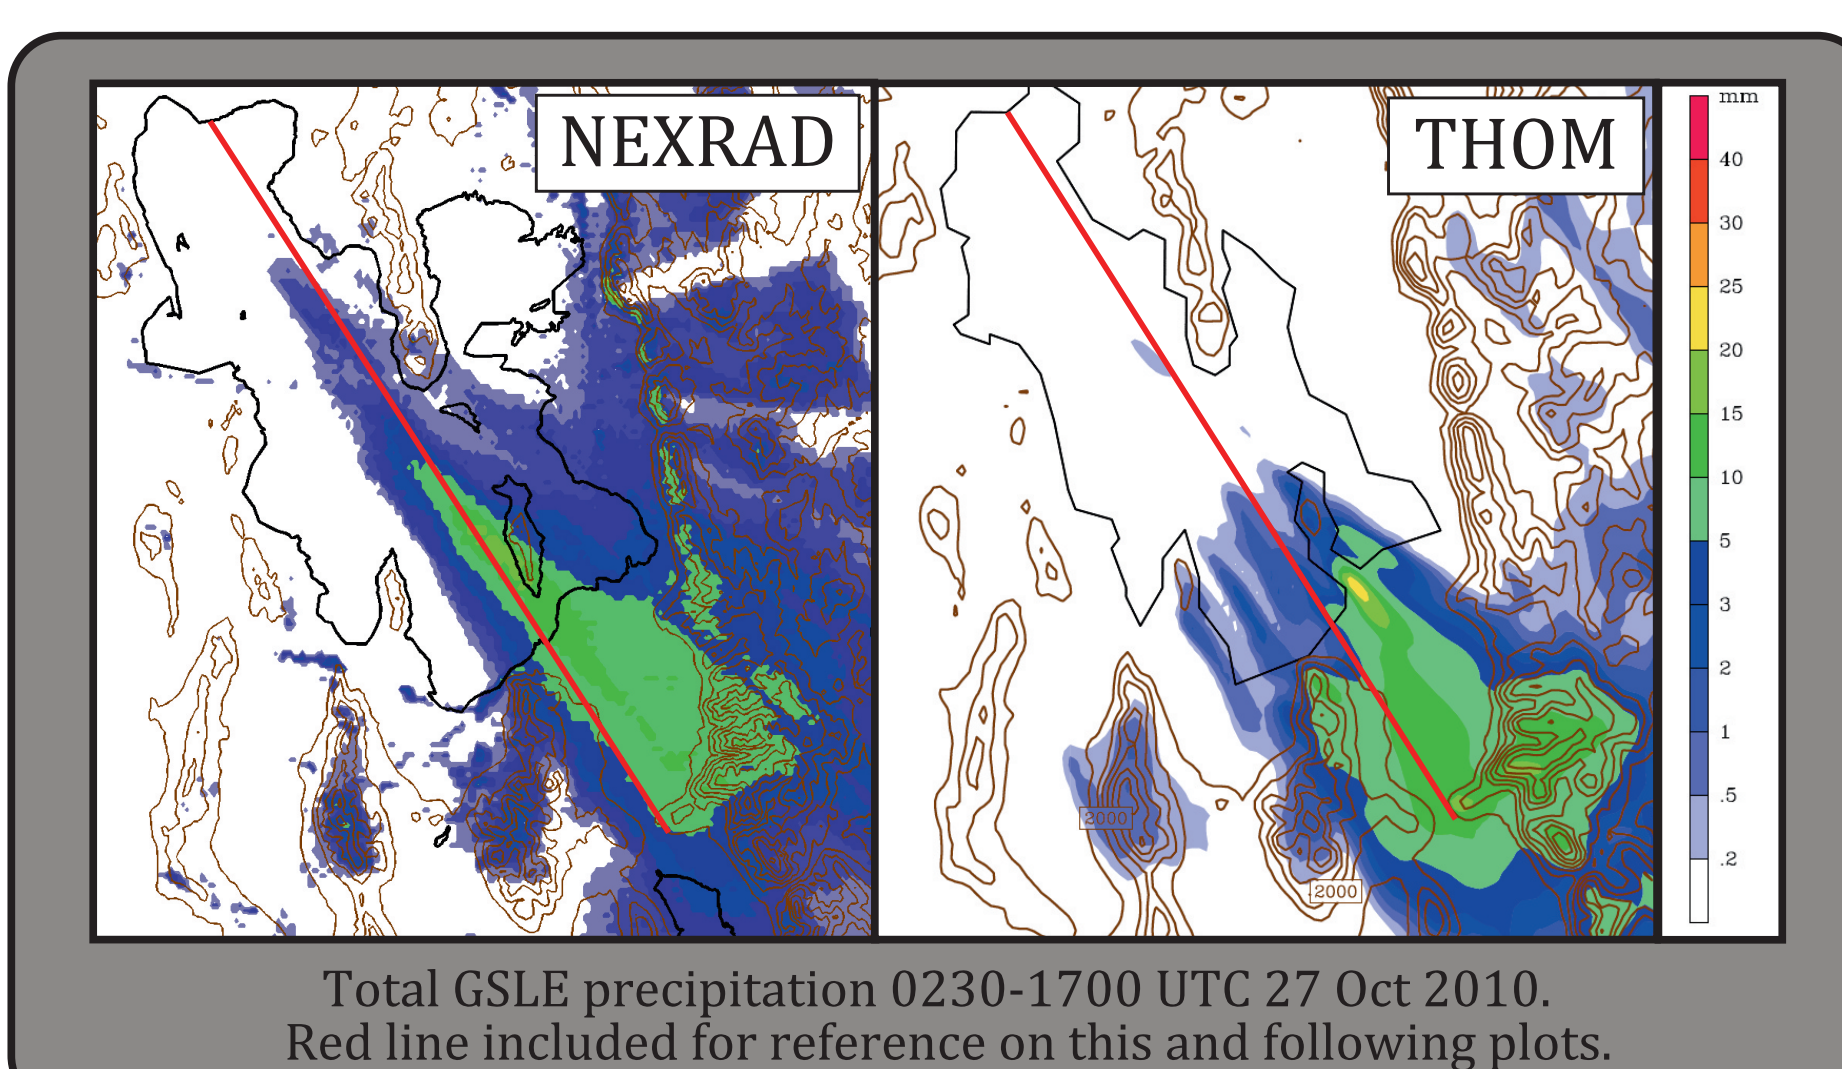 NEXRAD
THOM
mm
40
30
25
20
15
10
5
3
2
1
.5
.2
2000
2000
Total GSLE precipitation 0230-1700 UTC 27 Oct 2010.
Red line included for reference on this and following plots.